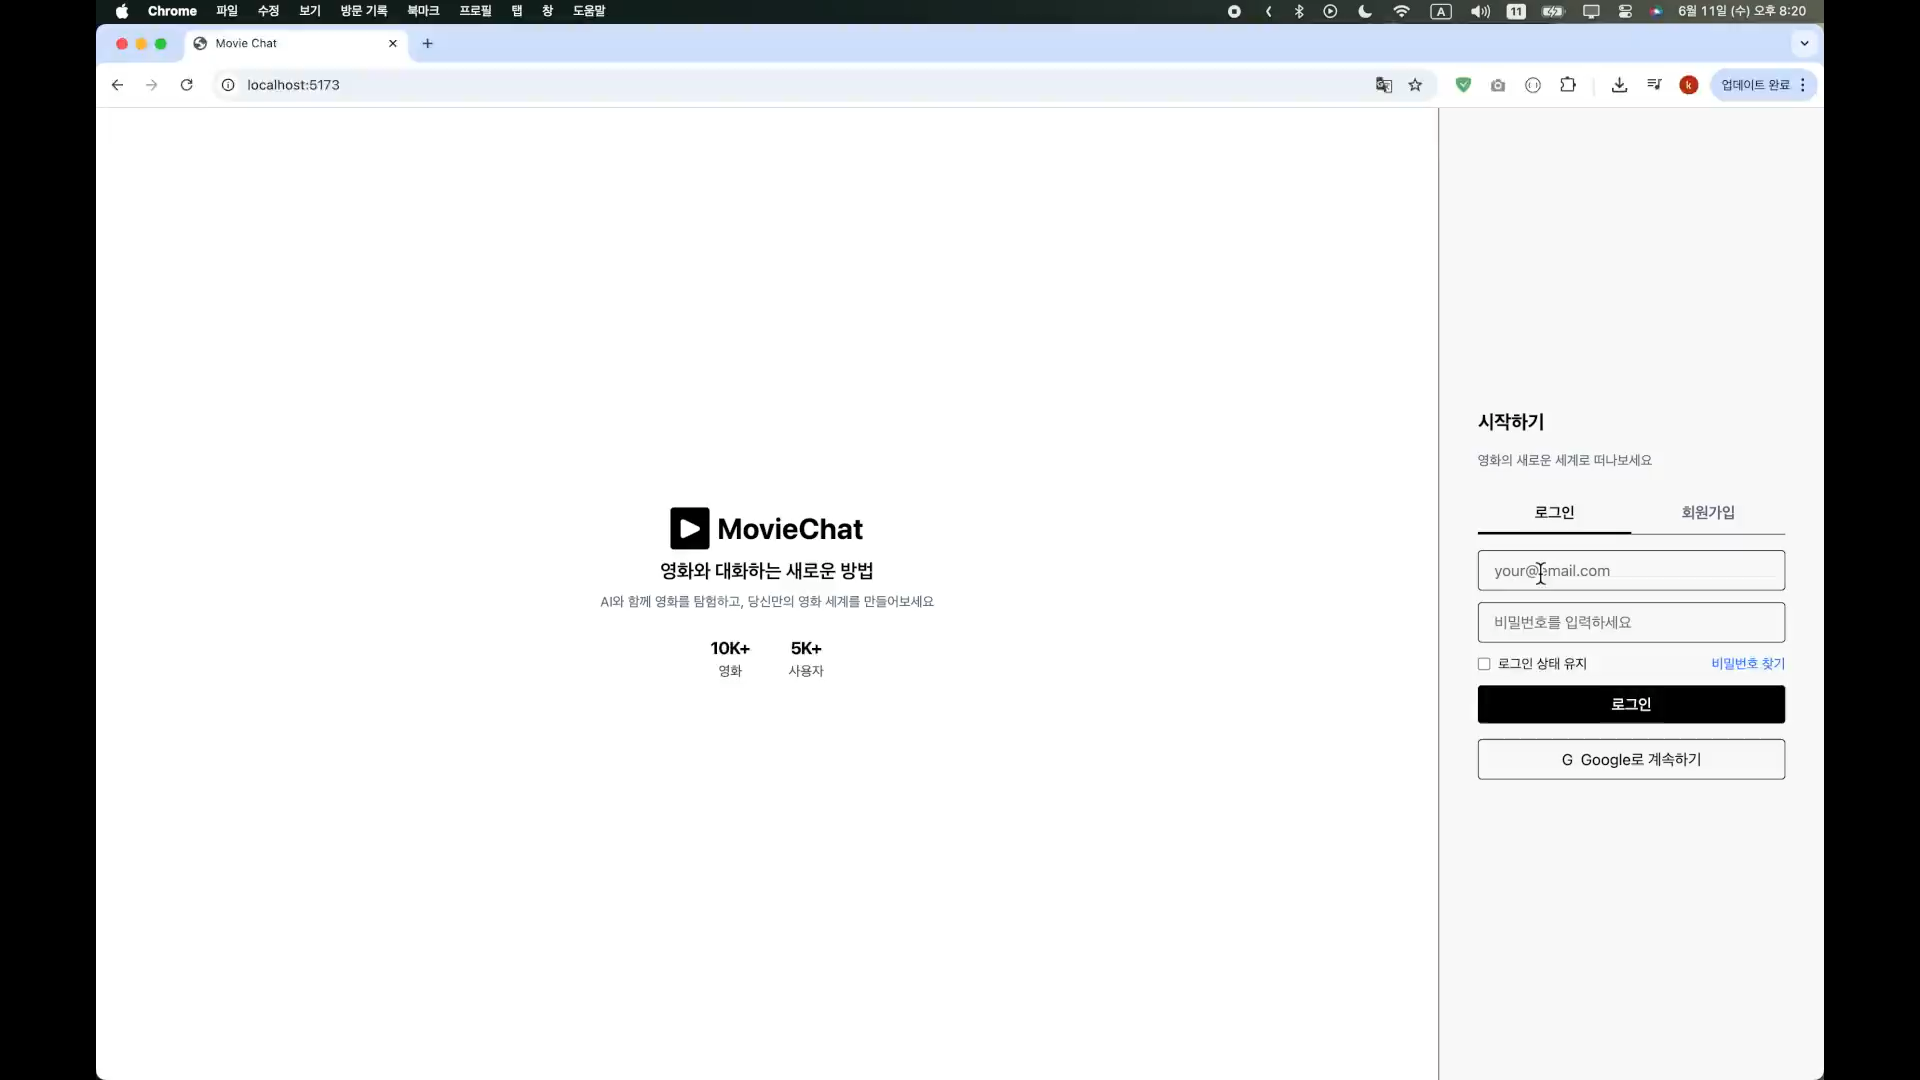 Chrome 파일 수정 보기 방문 기록 북마크 프로필 탭 창 도움말 A 11 6월 11일 (수) 오후 8:20
Movie Chat
localhost:5173 k 업데이트 완료
MovieChat
영화와 대화하는 새로운 방법
AI와 함께 영화를 탐험하고, 당신만의 영화 세계를 만들어보세요
10K+ 5K+
영화 사용자
시작하기
영화의 새로운 세계로 떠나보세요
로그인 회원가입
your@email.com
비밀번호를 입력하세요
로그인 상태 유지 비밀번호 찾기
로그인
G Google로 계속하기